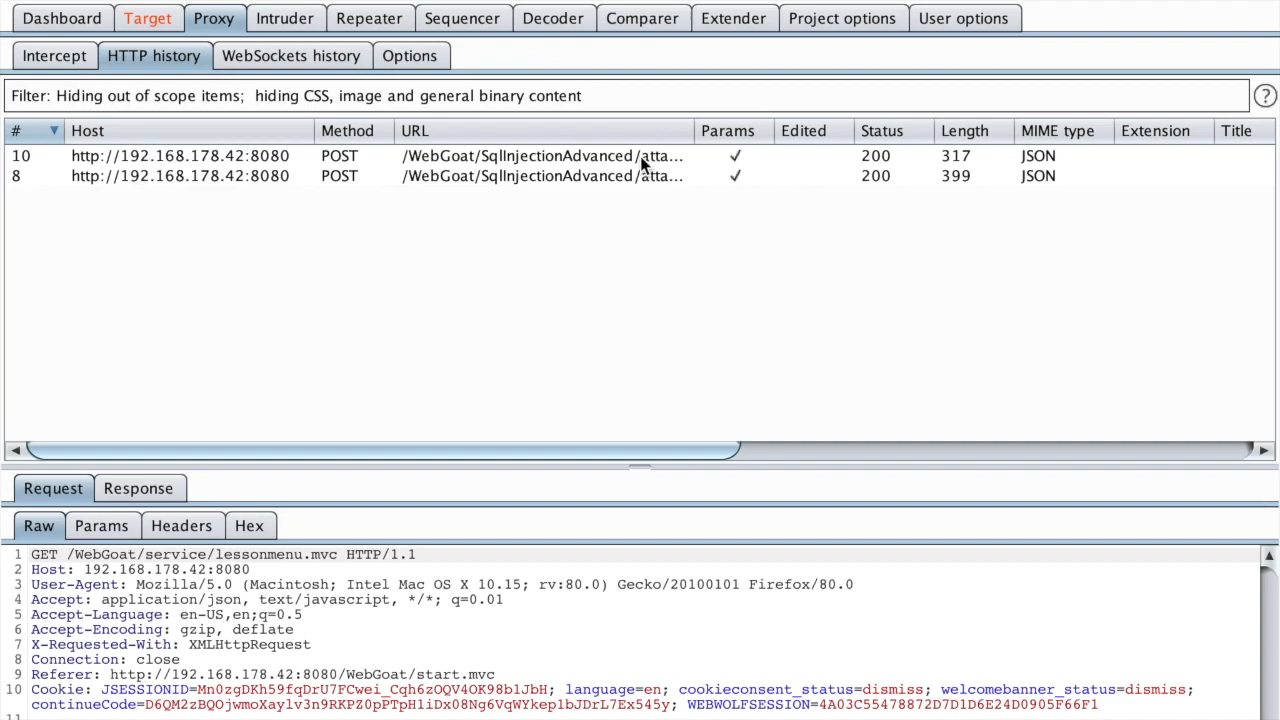 Dashboard Target Proxy Intruder Repeater Sequencer Decoder Comparer Extender Project options User options
Intercept HTTP history WebSockets history Options
Filter: Hiding out of scope items; hiding CSS, image and general binary content ?
# Host Method URL Params Edited Status Length MIME type Extension Title
10 http://192.168.178.42:8080 POST /WebGoat/SqlInjectionAdvanced/atta... ✓ 200 317 JSON
8 http://192.168.178.42:8080 POST /WebGoat/SqlInjectionAdvanced/atta... ✓ 200 399 JSON
Request Response
Raw Params Headers Hex
1 GET /WebGoat/service/lessonmenu.mvc HTTP/1.1
2 Host: 192.168.178.42:8080
3 User-Agent: Mozilla/5.0 (Macintosh; Intel Mac OS X 10.15; rv:80.0) Gecko/20100101 Firefox/80.0
4 Accept: application/json, text/javascript, */*; q=0.01
5 Accept-Language: en-US,en;q=0.5
6 Accept-Encoding: gzip, deflate
7 X-Requested-With: XMLHttpRequest
8 Connection: close
9 Referer: http://192.168.178.42:8080/WebGoat/start.mvc
10 Cookie: JSESSIONID=Mn0zgDKh59fqDrU7FCwei_Cqh6zOQV4OK98b1JbH; language=en; cookieconsent_status=dismiss; welcomebanner_status=dismiss;
continueCode=D6QM2zBQOjwmoXaylv3n9RKPZ0pPTpH1iDx08Ng6VqWYkep1bJDrL7Ex545y; WEBWOLFSESSION=4A03C55478872D7D1D6E24D0905F66F1
11